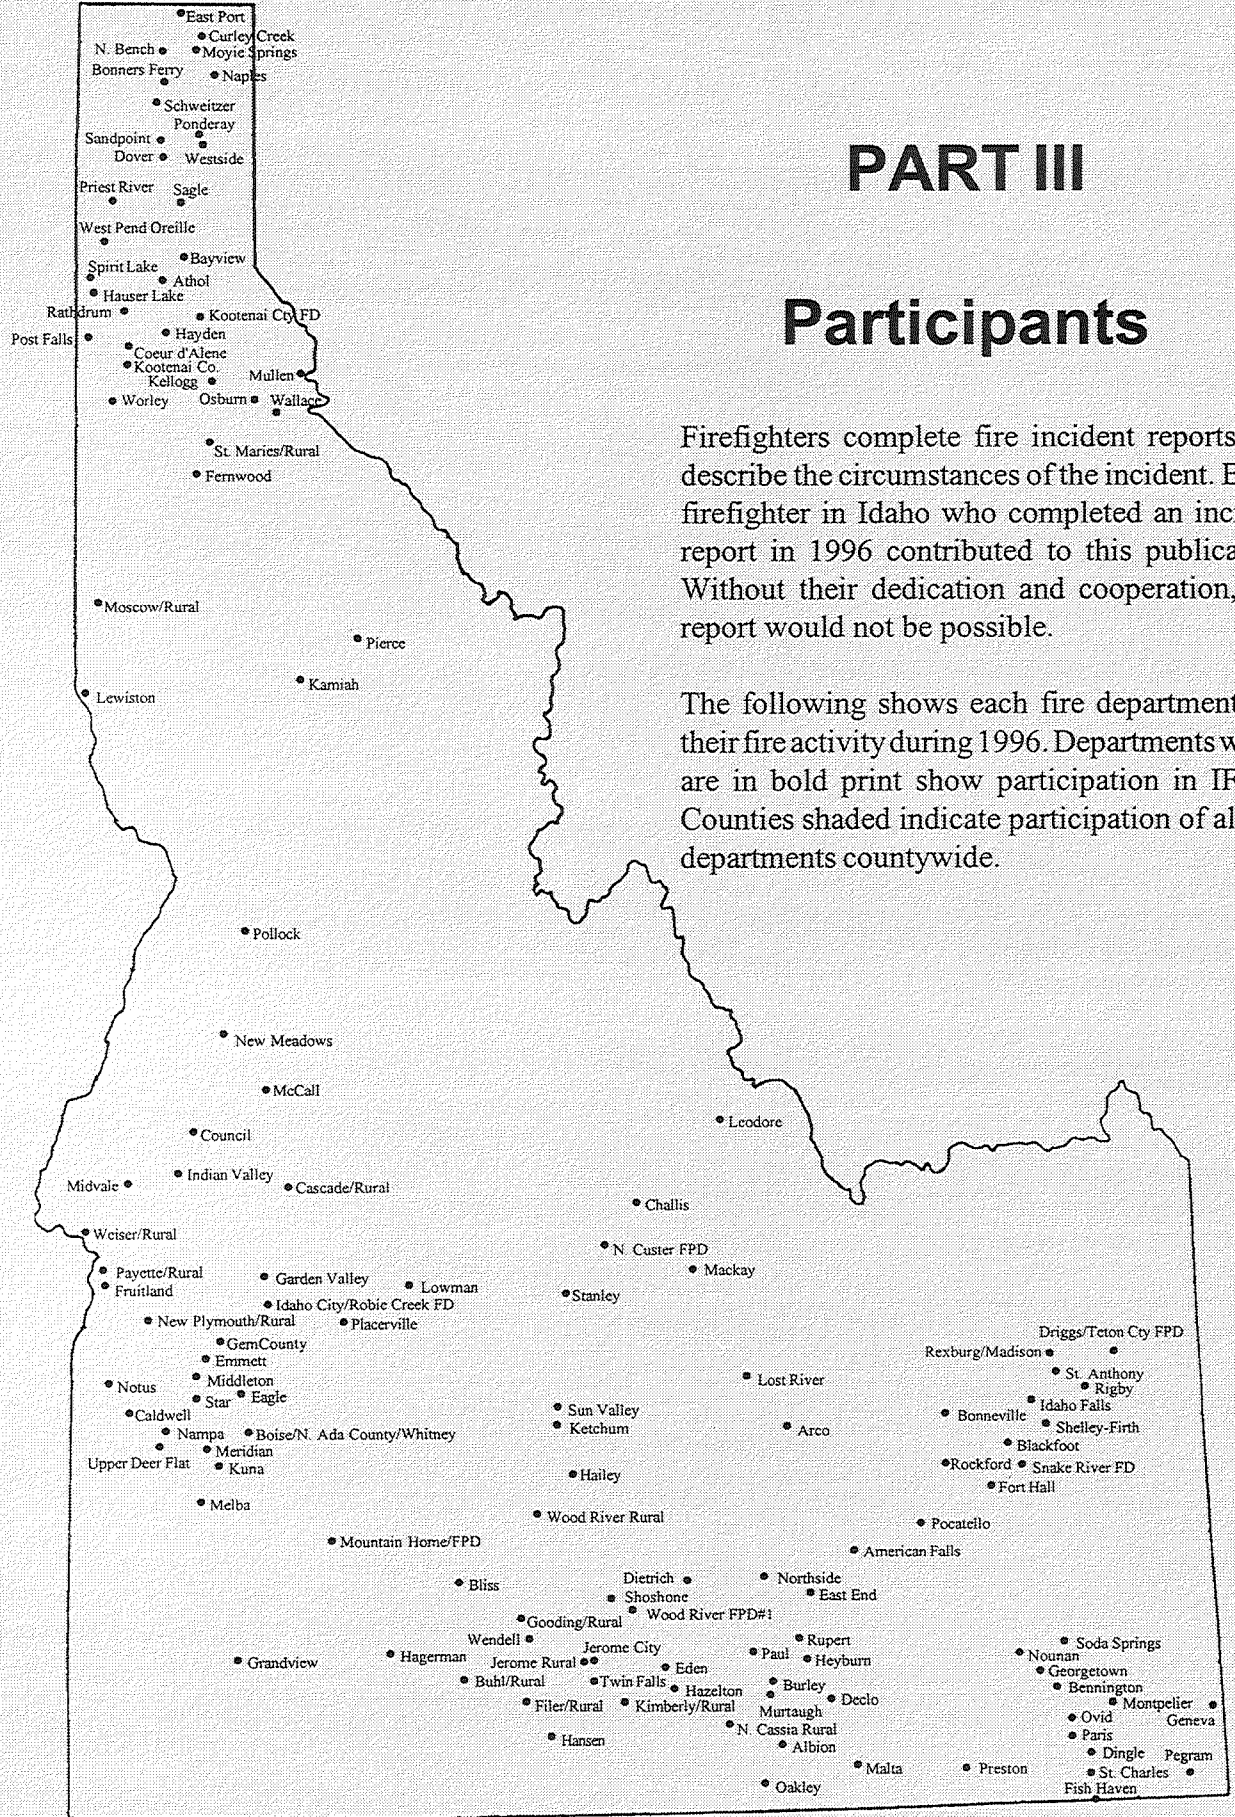 East Port
Curley Creek
N. Bench
Moyie Springs
Bonners Ferry
Naples
Schweitzer
Ponderay
Sandpoint
Dover
Westside
Priest River
Sagle
West Pend Oreille
Bayview
Spirit Lake
Athol
Hauser Lake
Rathdrum
Kootenai Cty FD
Post Falls
Hayden
Coeur d'Alene
Kootenai Co.
Kellogg
Mullen
Worley
Osburn
Wallace
St. Maries/Rural
Fernwood
Moscow/Rural
Pierce
Kamiah
Lewiston
PART III
Participants
Firefighters complete fire incident reports
describe the circumstances of the incident. E
firefighter in Idaho who completed an inc
report in 1996 contributed to this publica
Without their dedication and cooperation,
report would not be possible.
The following shows each fire department
their fire activity during 1996. Departments w
are in bold print show participation in IF
Counties shaded indicate participation of al
departments countywide.
Pollock
New Meadows
McCall
Leodore
Council
Indian Valley
Midvale
Cascade/Rural
Challis
Weiser/Rural
N. Custer FPD
Mackay
Payette/Rural
Fruitland
Garden Valley
Lowman
Stanley
Idaho City/Robie Creek FD
New Plymouth/Rural
Placerville
GemCounty
Emmett
Driggs/Teton Cty FPD
Rexburg/Madison
St. Anthony
Rigby
Middleton
Notus
Star
Eagle
Lost River
Idaho Falls
Caldwell
Sun Valley
Bonneville
Ketchum
Arco
Shelley-Firth
Nampa
Boise/N. Ada County/Whitney
Blackfoot
Meridian
Upper Deer Flat
Kuna
Rockford
Snake River FD
Hailey
Fort Hall
Melba
Wood River Rural
Pocatello
Mountain Home/FPD
American Falls
Bliss
Dietrich
Northside
Shoshone
East End
Wood River FPD#1
Gooding/Rural
Wendell
Jerome City
Rupert
Soda Springs
Grandview
Hagerman
Jerome Rural
Eden
Paul
Heyburn
Nounan
Georgetown
Buhl/Rural
Twin Falls
Hazelton
Burley
Bennington
Filer/Rural
Kimberly/Rural
Murtaugh
Declo
Montpelier
Geneva
N. Cassia Rural
Ovid
Hansen
Albion
Paris
Dingle
Pegram
Malta
Preston
St. Charles
Oakley
Fish Haven